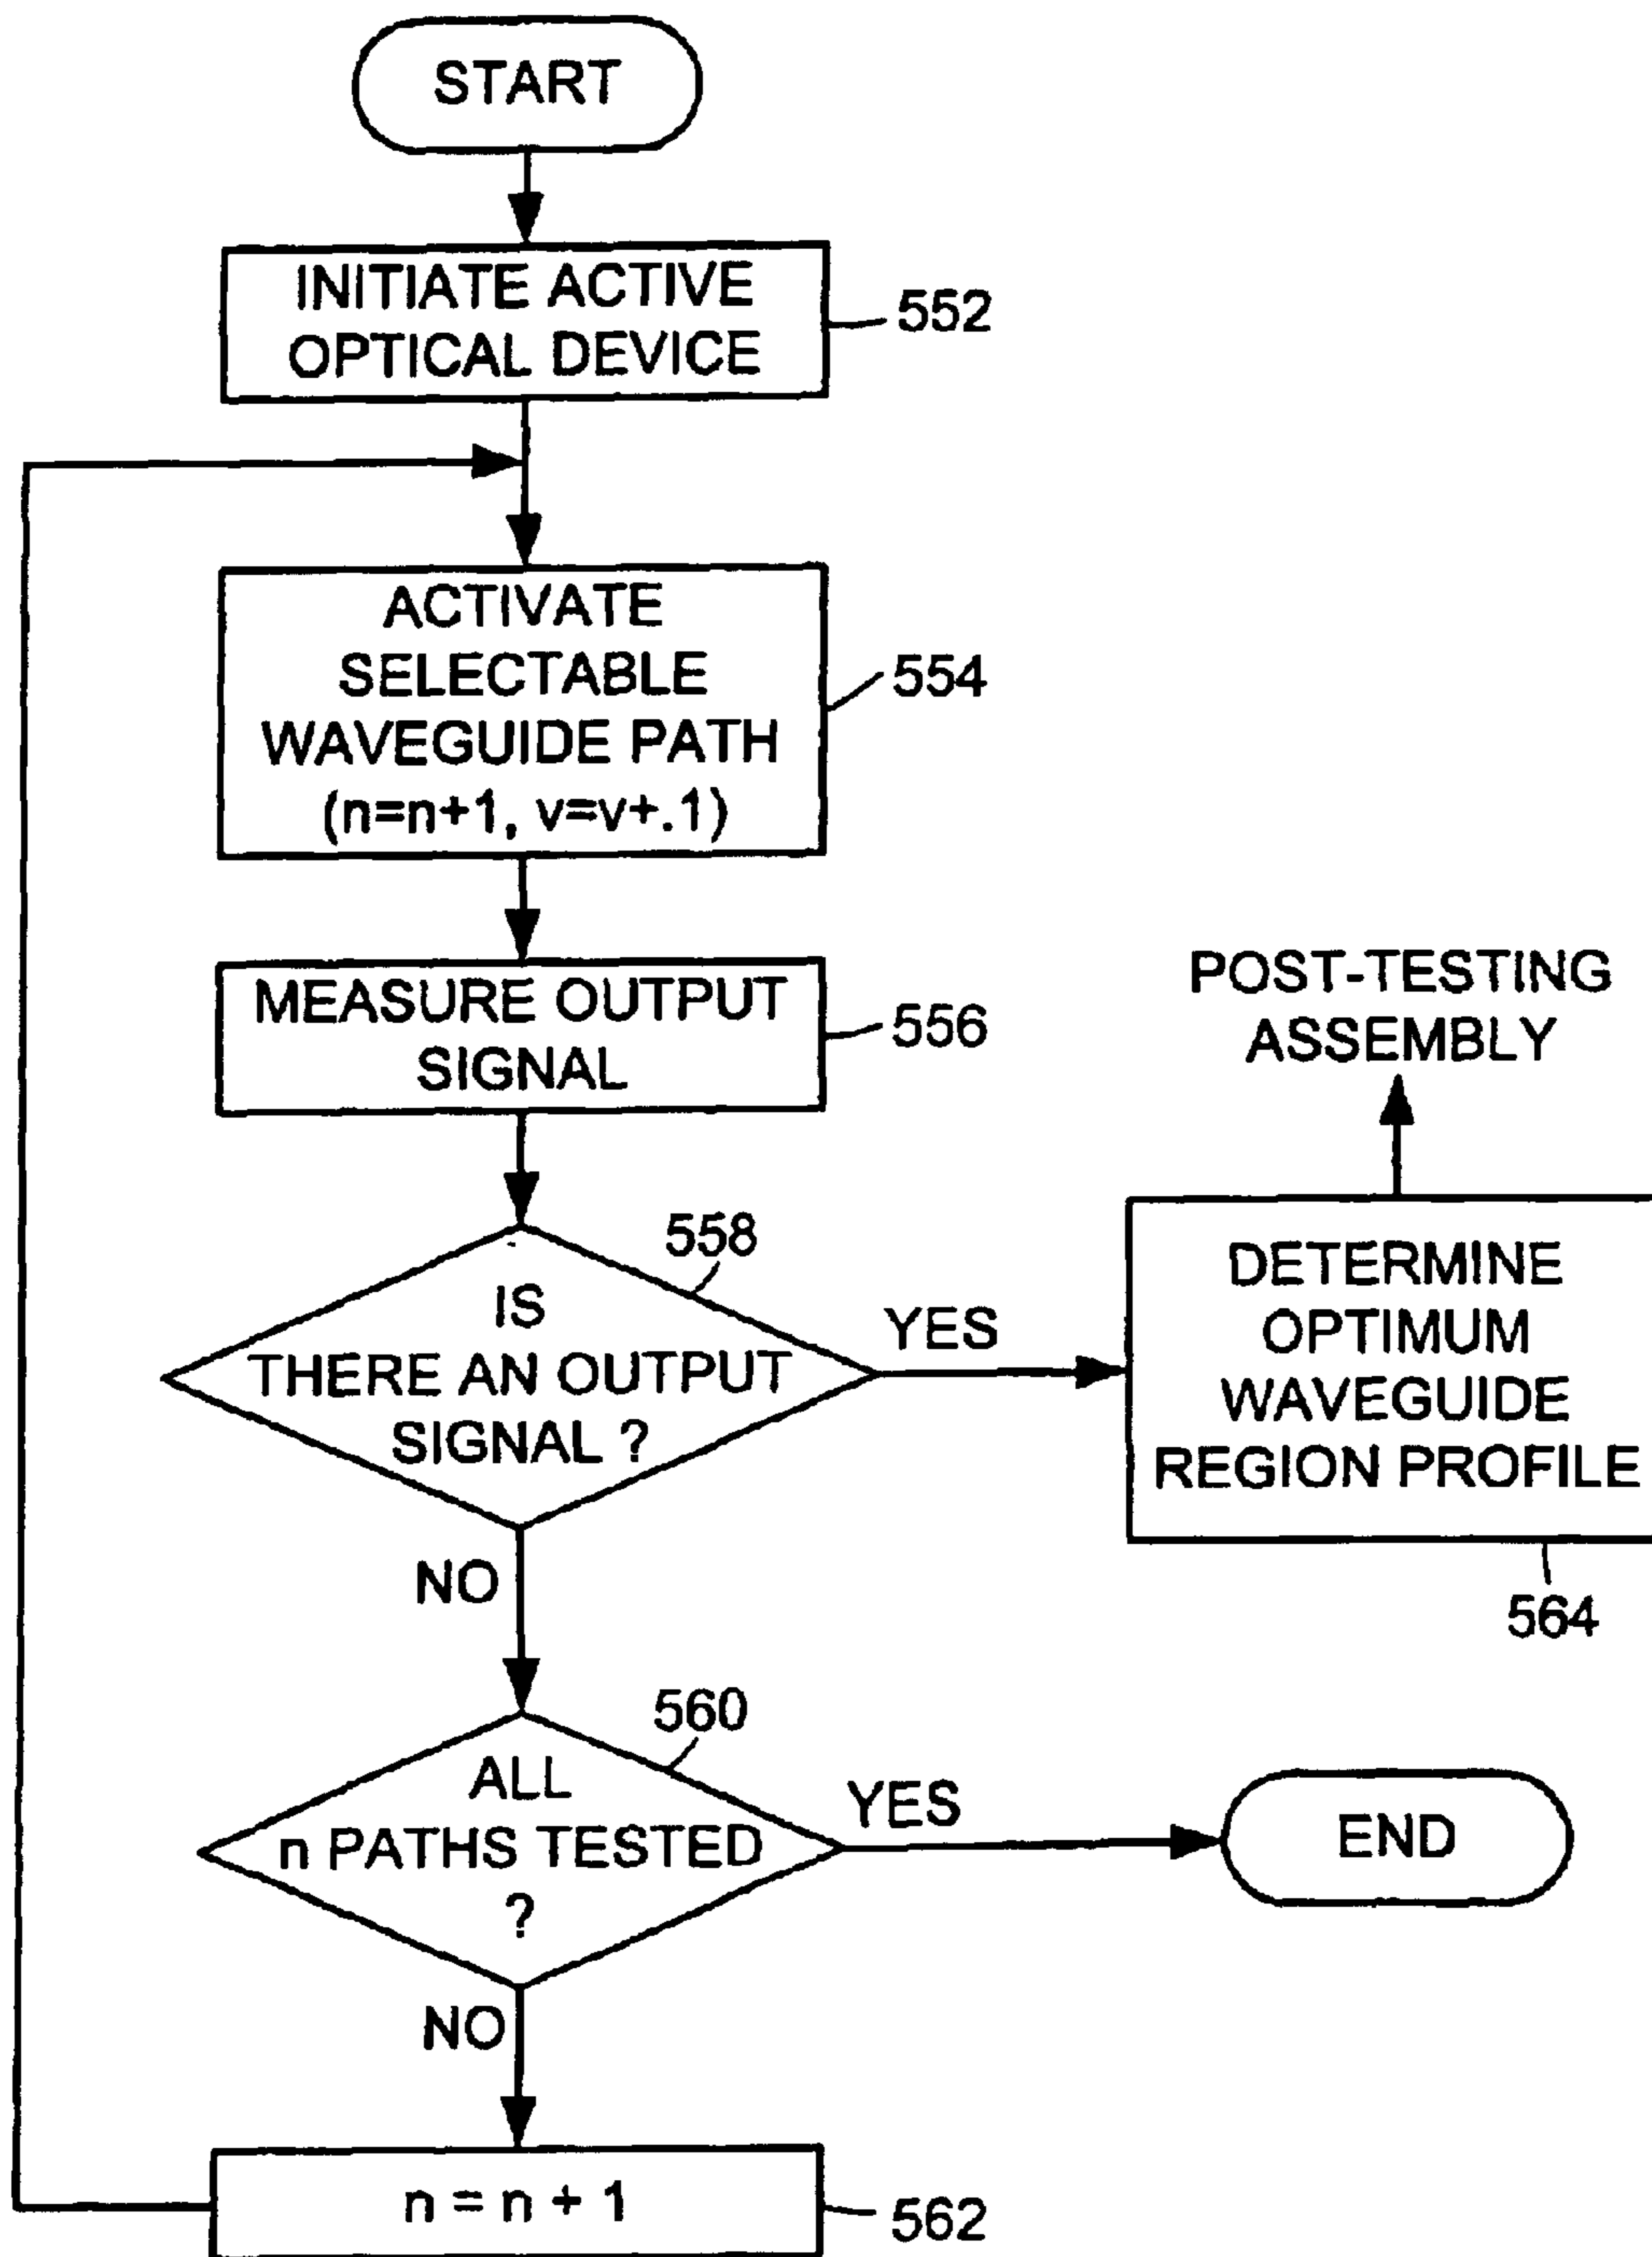 START
INITIATE ACTIVE
OPTICAL DEVICE
552
ACTIVATE
SELECTABLE
WAVEGUIDE PATH
(n=n+1, v=v+.1)
554
MEASURE OUTPUT
SIGNAL
556
POST-TESTING
ASSEMBLY
558
IS
THERE AN OUTPUT
SIGNAL ?
YES
DETERMINE
OPTIMUM
WAVEGUIDE
REGION PROFILE
564
NO
560
ALL
n PATHS TESTED
?
YES
END
NO
n = n + 1
562